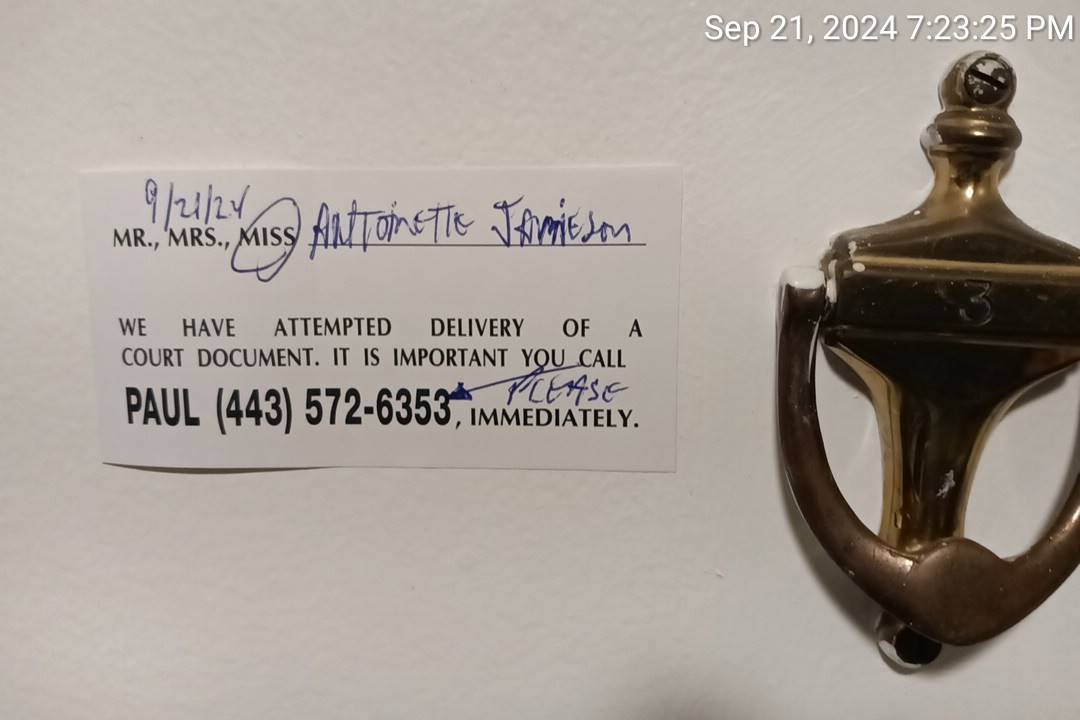 Sep 21, 2024 7:23:25 PM
9/21/24
MR., MRS., MISS ANTOINETTE JAMIESON
WE HAVE ATTEMPTED DELIVERY OF A
COURT DOCUMENT. IT IS IMPORTANT YOU CALL
PLEASE
PAUL (443) 572-6353, IMMEDIATELY.
3